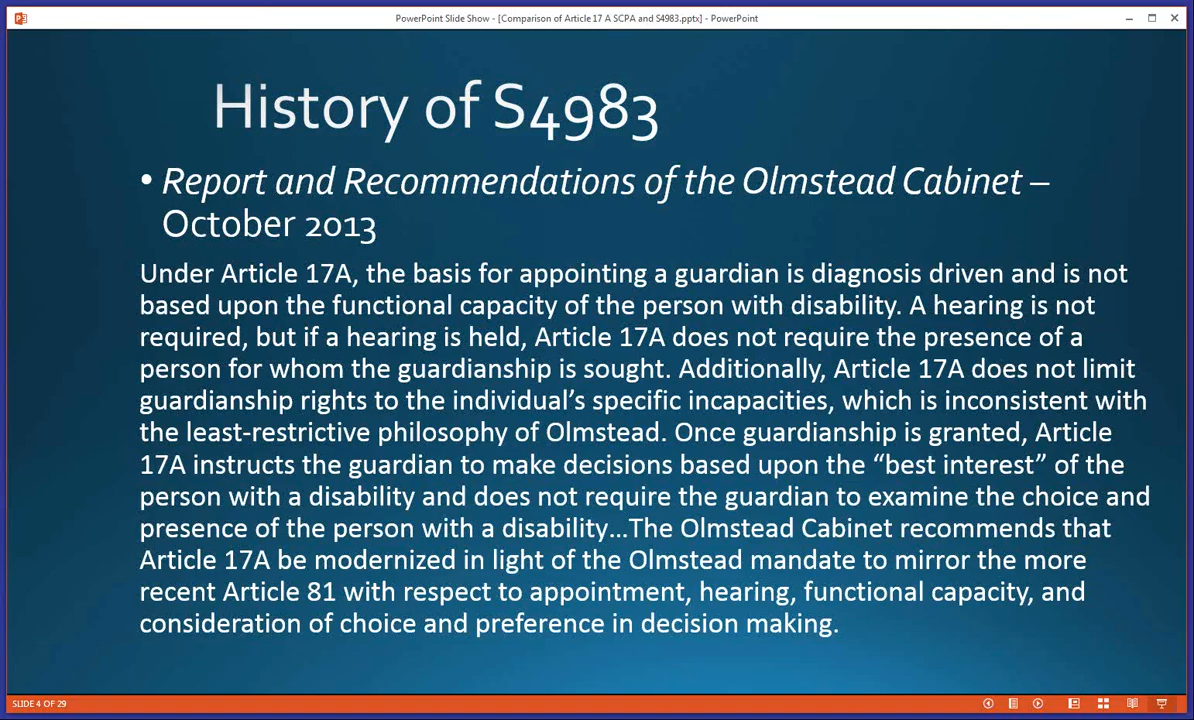 PowerPoint Slide Show - [Comparison of Article 17 A SCPA and S4983.pptx] - PowerPoint
History of S4983
• Report and Recommendations of the Olmstead Cabinet –
October 2013
Under Article 17A, the basis for appointing a guardian is diagnosis driven and is not
based upon the functional capacity of the person with disability. A hearing is not
required, but if a hearing is held, Article 17A does not require the presence of a
person for whom the guardianship is sought. Additionally, Article 17A does not limit
guardianship rights to the individual’s specific incapacities, which is inconsistent with
the least-restrictive philosophy of Olmstead. Once guardianship is granted, Article
17A instructs the guardian to make decisions based upon the “best interest” of the
person with a disability and does not require the guardian to examine the choice and
presence of the person with a disability…The Olmstead Cabinet recommends that
Article 17A be modernized in light of the Olmstead mandate to mirror the more
recent Article 81 with respect to appointment, hearing, functional capacity, and
consideration of choice and preference in decision making.
SLIDE 4 OF 29